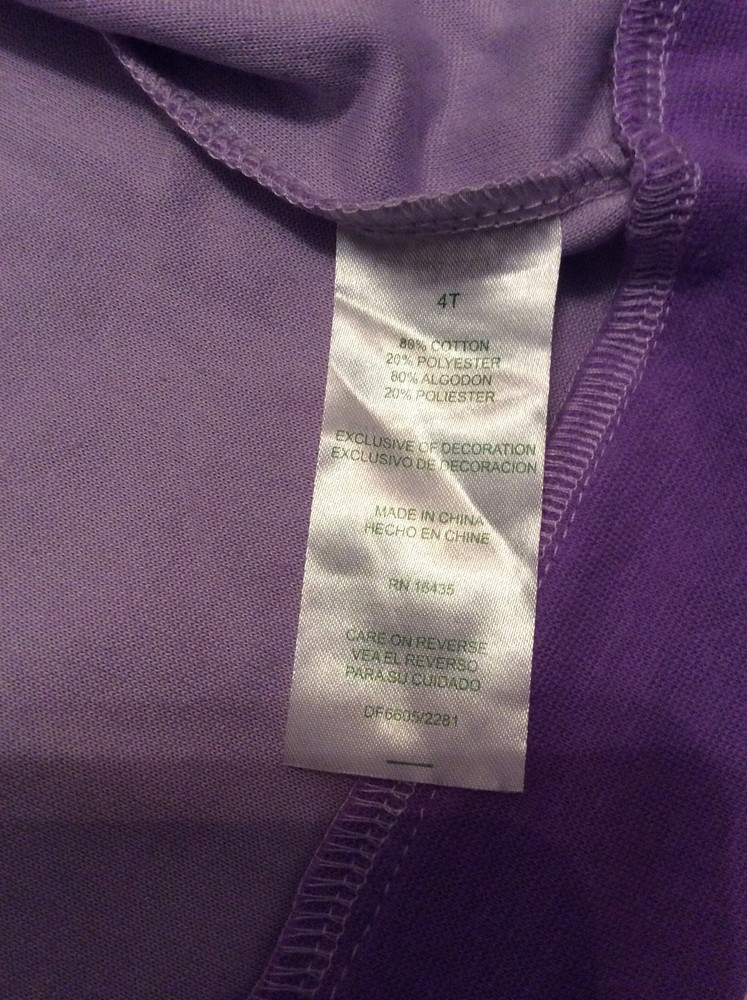 4T
80% COTTON
20% POLYESTER
80% ALGODON
20% POLIESTER
EXCLUSIVE OF DECORATION
EXCLUSIVO DE DECORACION
MADE IN CHINA
HECHO EN CHINE
RN 16435
CARE ON REVERSE
VEA EL REVERSO
PARA SU CUIDADO
DF6605/2281